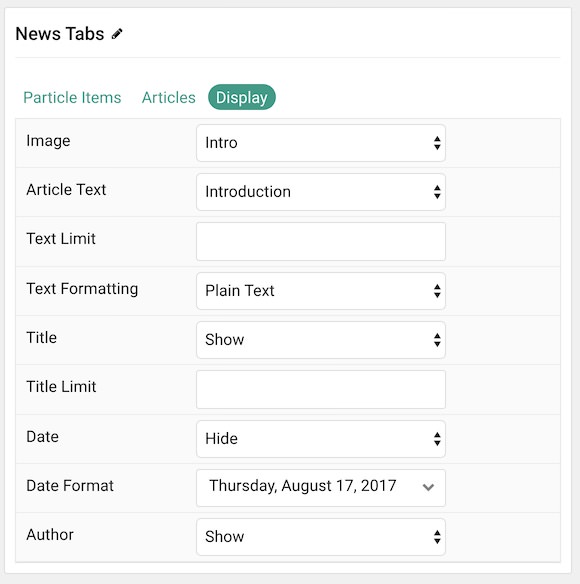 News Tabs
Particle Items Articles Display
Image Intro
Article Text Introduction
Text Limit
Text Formatting Plain Text
Title Show
Title Limit
Date Hide
Date Format Thursday, August 17, 2017
Author Show